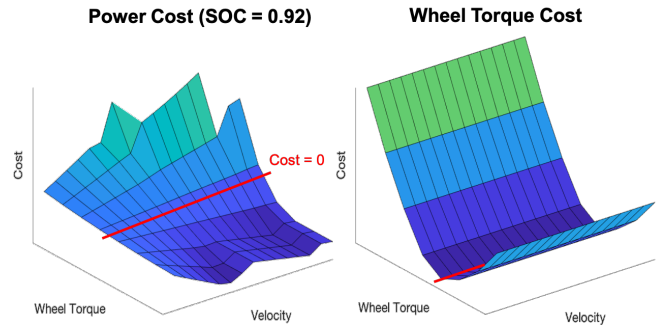 Power Cost (SOC = 0.92)
Wheel Torque Cost
Cost
Cost = 0
Cost
Wheel Torque
Velocity
Wheel Torque
Velocity